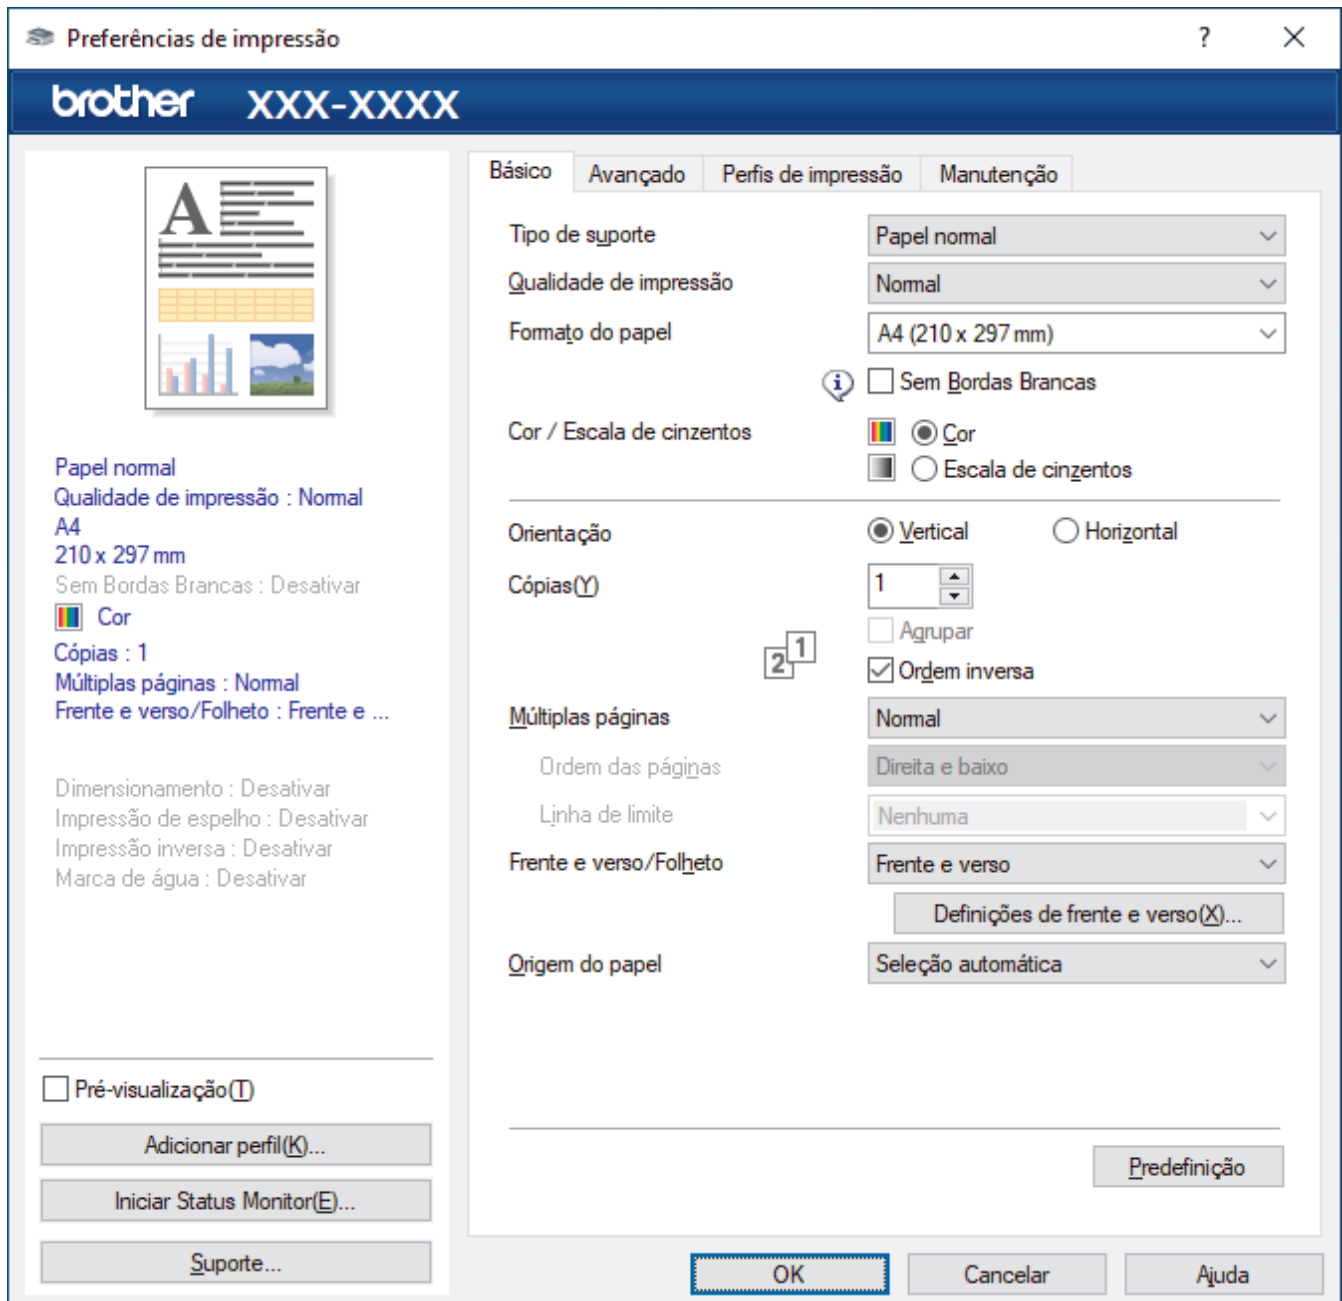 Preferências de impressão
?
brother XXX-XXXX
A
Papel normal
Qualidade de impressão : Normal
A4
210 x 297 mm
Sem Bordas Brancas : Desativar
Cor
Cópias : 1
Múltiplas páginas : Normal
Frente e verso/Folheto : Frente e ...
Dimensionamento : Desativar
Impressão de espelho : Desativar
Impressão inversa : Desativar
Marca de água : Desativar
Pré-visualização(T)
Adicionar perfil(K)...
Iniciar Status Monitor(E)...
Suporte...
Básico Avançado Perfis de impressão Manutenção
Tipo de suporte Papel normal
Qualidade de impressão Normal
Formato do papel A4 (210 x 297 mm)
Sem Bordas Brancas
Cor / Escala de cinzentos Cor
Escala de cinzentos
Orientação Vertical Horizontal
Cópias(Y) 1
Agrupar
2 1
Ordem inversa
Múltiplas páginas Normal
Ordem das páginas Direita e baixo
Linha de limite Nenhuma
Frente e verso/Folheto Frente e verso
Definições de frente e verso(X)...
Origem do papel Seleção automática
Predefinição
OK Cancelar Ajuda